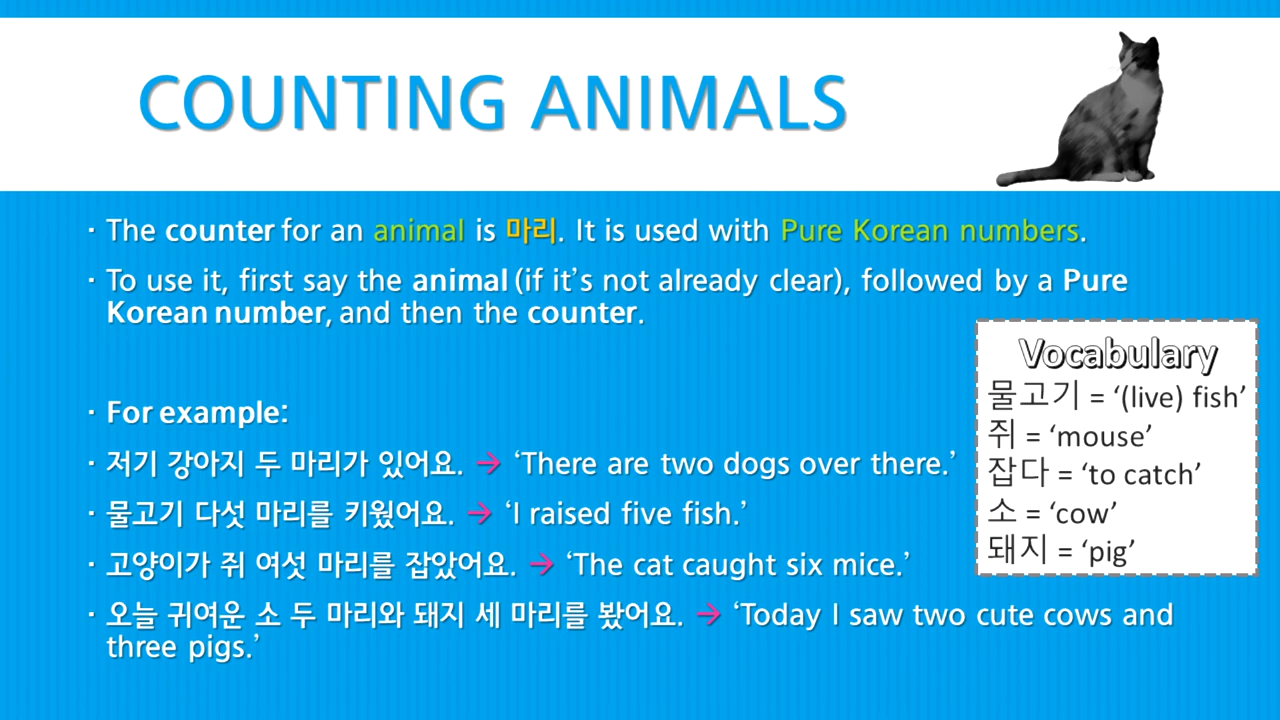 COUNTING ANIMALS
· The counter for an animal is 마리. It is used with Pure Korean numbers.
· To use it, first say the animal (if it’s not already clear), followed by a Pure
Korean number, and then the counter.
· For example:
· 저기 강아지 두 마리가 있어요. → ‘There are two dogs over there.’
· 물고기 다섯 마리를 키웠어요. → ‘I raised five fish.’
· 고양이가 쥐 여섯 마리를 잡았어요. → ‘The cat caught six mice.’
· 오늘 귀여운 소 두 마리와 돼지 세 마리를 봤어요. → ‘Today I saw two cute cows and
three pigs.’
Vocabulary
물고기 = ‘(live) fish’
쥐 = ‘mouse’
잡다 = ‘to catch’
소 = ‘cow’
돼지 = ‘pig’